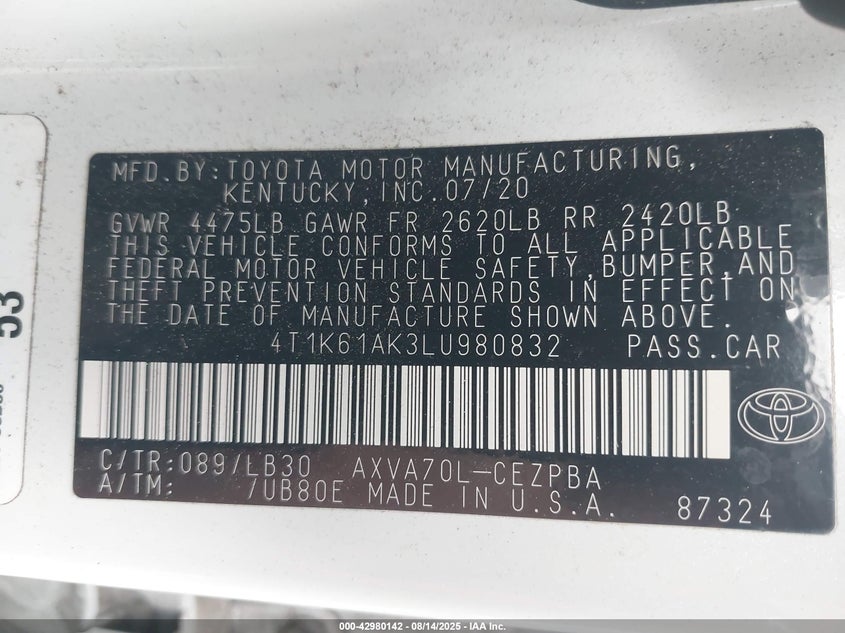 MFD.BY:TOYOTA MOTOR MANUFACTURING,
KENTUCKY,INC.07/20
GVWR 4475LB GAWR FR 2620LB RR 2420LB
THIS VEHICLE CONFORMS TO ALL APPLICABLE
FEDERAL MOTOR VEHICLE SAFETY,BUMPER,AND
THEFT PREVENTION STANDARDS IN EFFECT ON
THE DATE OF MANUFACTURE SHOWN ABOVE.
4T1K61AK3LU980832 PASS.CAR
C/TR:089/LB30 AXVA70L-CEZPBA
A/TM: /UB80E MADE IN U.S.A. 87324
53
000-42980142 - 08/14/2025 - IAA Inc.